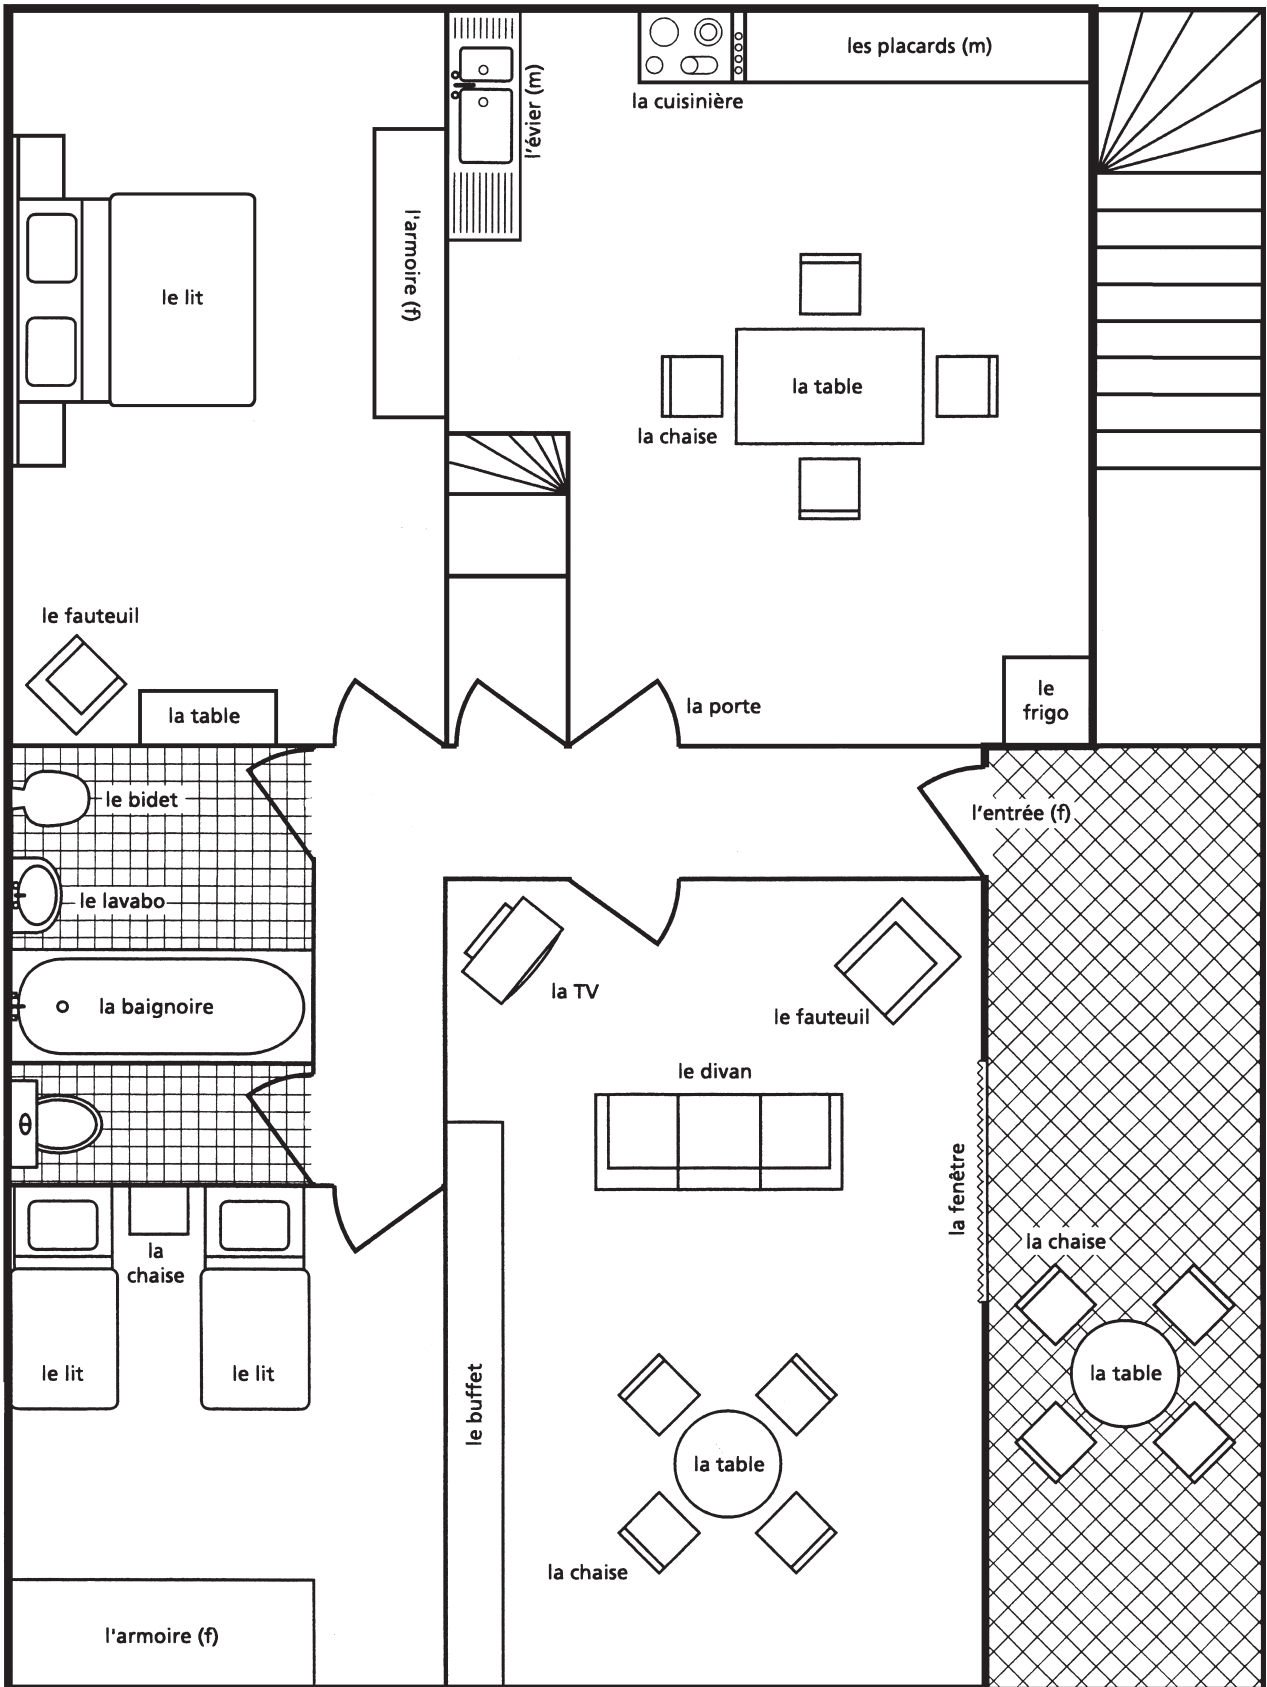 les placards (m)
la cuisinière
l'évier (m)
l'armoire (f)
le lit
la table
la chaise
le fauteuil
la table
la porte
le
frigo
le bidet
l'entrée (f)
le lavabo
la TV
la baignoire
le fauteuil
le divan
la fenêtre
la chaise
la
chaise
le lit
le lit
la table
le buffet
la table
la chaise
l'armoire (f)